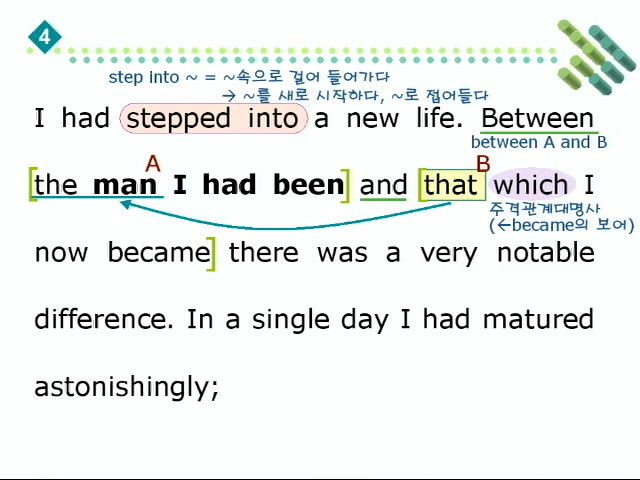 4
step into ~ = ~속으로 걸어 들어가다
→ ~를 새로 시작하다, ~로 접어들다
I had stepped into a new life. Between
between A and B
A
B
[the man I had been] and [that which I
주격관계대명사
(←became의 보어)
now became] there was a very notable
difference. In a single day I had matured
astonishingly;